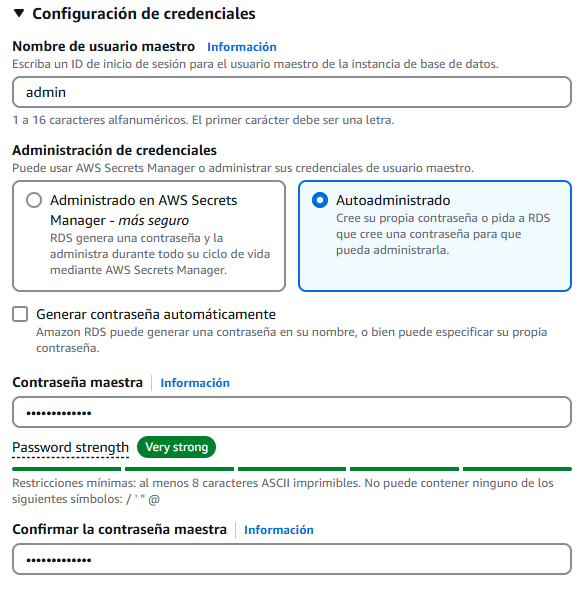 Configuración de credenciales
Nombre de usuario maestro Información
Escriba un ID de inicio de sesión para el usuario maestro de la instancia de base de datos.
admin
1 a 16 caracteres alfanuméricos. El primer carácter debe ser una letra.
Administración de credenciales
Puede usar AWS Secrets Manager o administrar sus credenciales de usuario maestro.
Administrado en AWS Secrets
Manager - más seguro
RDS genera una contraseña y la
administra durante todo su ciclo de vida
mediante AWS Secrets Manager.
Autoadministrado
Cree su propia contraseña o pida a RDS
que cree una contraseña para que
pueda administrarla.
Generar contraseña automáticamente
Amazon RDS puede generar una contraseña en su nombre, o bien puede especificar su propia
contraseña.
Contraseña maestra Información
•••••••••••••
Password strength Very strong
Restricciones mínimas: al menos 8 caracteres ASCII imprimibles. No puede contener ninguno de los
siguientes símbolos: / ' " @
Confirmar la contraseña maestra Información
•••••••••••••